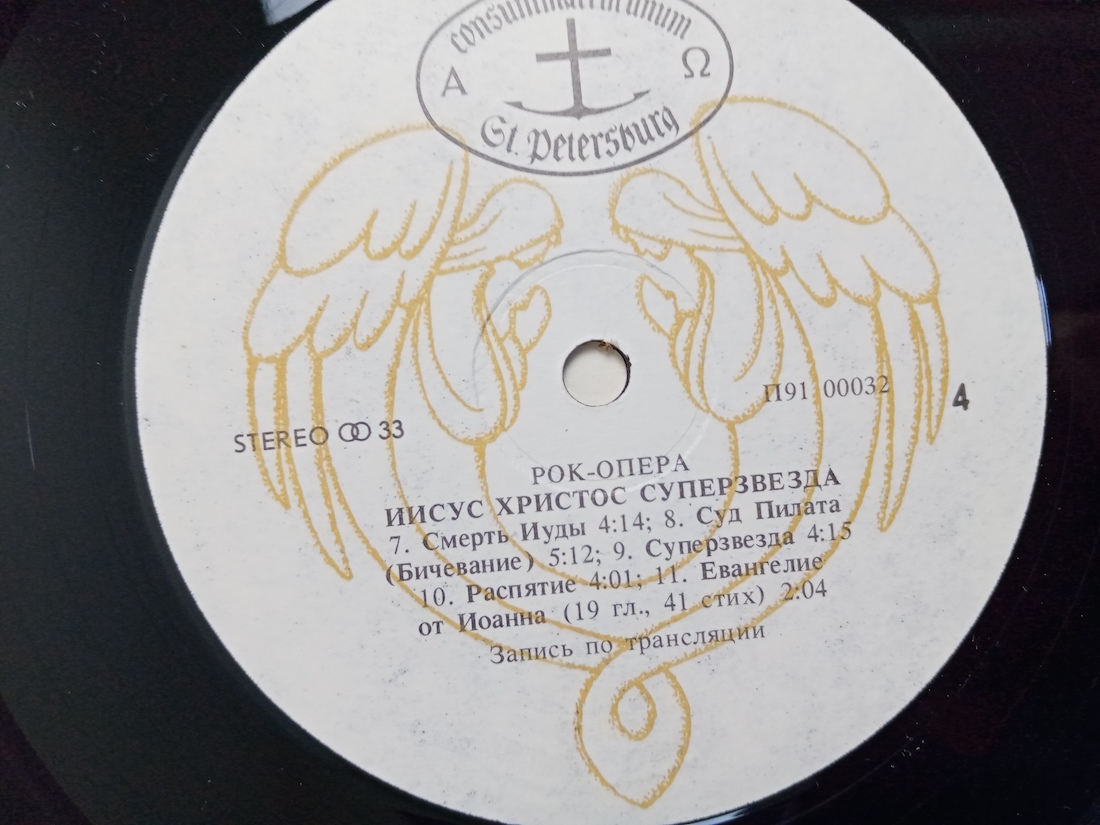 consummatum unum
Α Ω
St. Petersburg
П91 00032 4
STEREO 33
РОК-ОПЕРА
ИИСУС ХРИСТОС СУПЕРЗВЕЗДА
7. Смерть Иуды 4:14; 8. Суд Пилата
(Бичевание) 5:12; 9. Суперзвезда 4:15
10. Распятие 4:01; 11. Евангелие
от Иоанна (19 гл., 41 стих) 2:04
Запись по трансляции